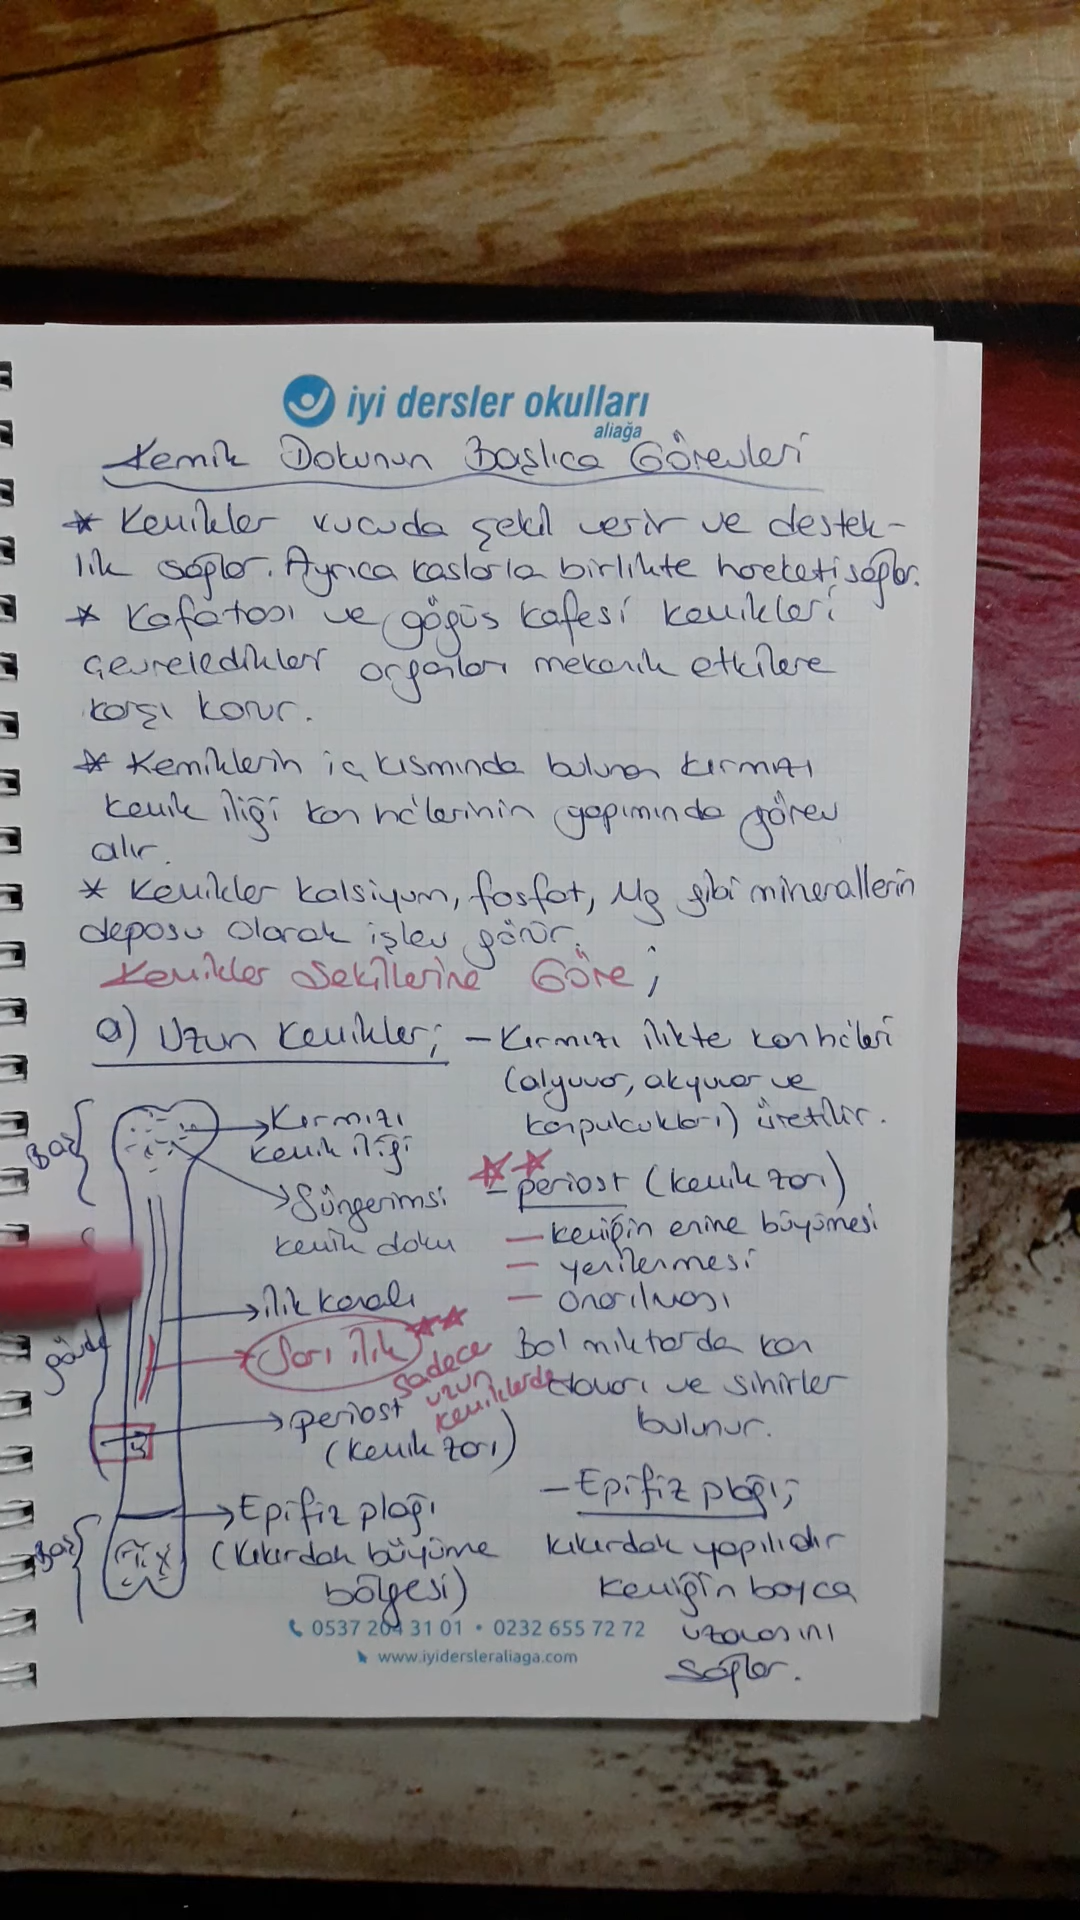 iyi dersler okulları
aliağa
Kemik Dokunun Başlıca Görevleri
* Kemikler vucuda şekil verir ve destek-
lik sağlar. Ayrıca kaslarla birlikte hareketi sağlar.
* Kafatası ve göğüs kafesi kemikleri
çevreledikleri organları mekanik etkilere
karşı korur.
* Kemiklerin iç kısmında bulunan kırmızı
kemik iliği kan hc'lerinin yapımında görev
alır.
* Kemikler kalsiyum, fosfat, Mg gibi minerallerin
deposu olarak işlev görür.
Kemikler Şekillerine Göre;
a) Uzun Kemikler; - Kırmızı ilikte kan hc'leri
(alyuvar, akyuvar ve
kan pulcukları) üretilir.
Baş
Kırmızı
kemik iliği
Süngerimsi
kemik doku
ilik kanalı
Sarı ilik
sadece
uzun
kemiklerde
gövde
periost
(kemik zarı)
Epifiz plağı
(Kıkırdak büyüme
bölgesi)
Baş
- periost (kemik zarı)
- kemiğin enine büyümesi
- yenilenmesi
- onarılması
Bol miktarda kan
damarı ve sinirler
bulunur.
- Epifiz plağı;
kıkırdak yapılıdır
kemiğin boyca
uzamasını
sağlar.
0537 204 31 01 • 0232 655 72 72
www.iyidersleraliaga.com